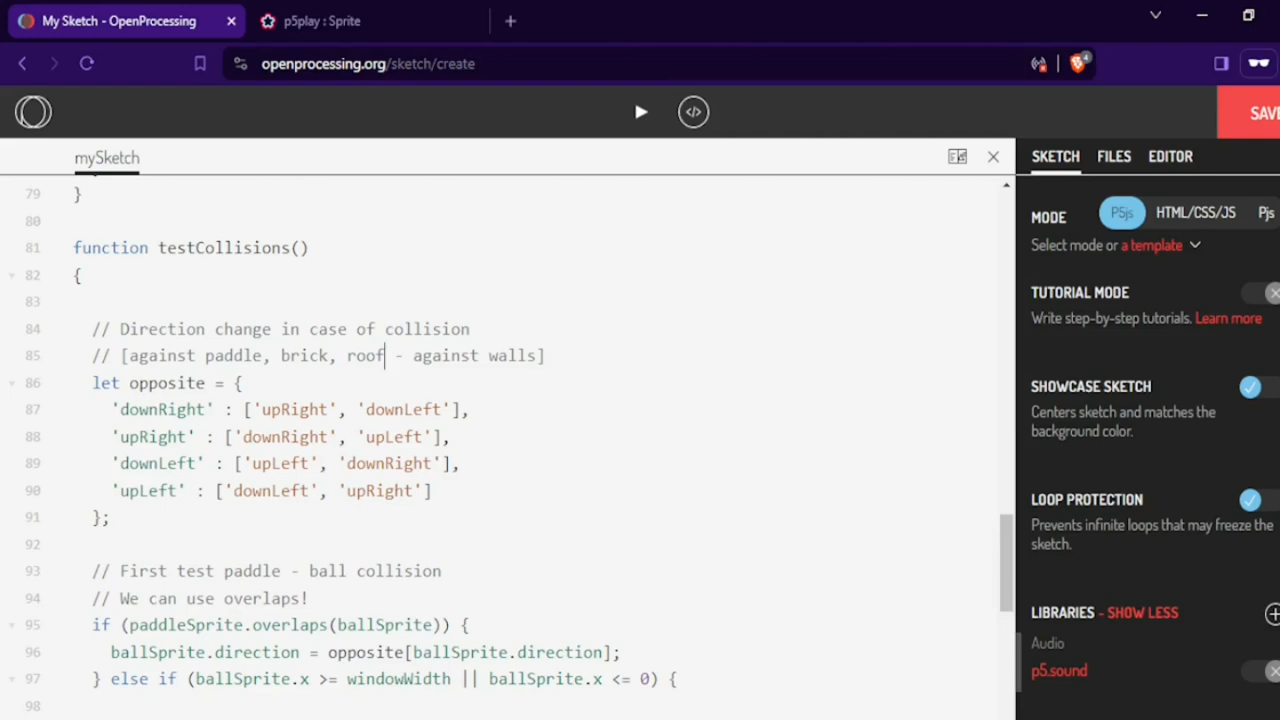 My Sketch - OpenProcessing
p5play : Sprite
openprocessing.org/sketch/create
4
</>
mySketch
79 }
80
81 function testCollisions()
82 {
83
84 // Direction change in case of collision
85 // [against paddle, brick, roof - against walls]
86 let opposite = {
87 'downRight' : ['upRight', 'downLeft'],
88 'upRight' : ['downRight', 'upLeft'],
89 'downLeft' : ['upLeft', 'downRight'],
90 'upLeft' : ['downLeft', 'upRight']
91 };
92
93 // First test paddle - ball collision
94 // We can use overlaps!
95 if (paddleSprite.overlaps(ballSprite)) {
96 ballSprite.direction = opposite[ballSprite.direction];
97 } else if (ballSprite.x >= windowWidth || ballSprite.x <= 0) {
98
SAVE
SKETCH FILES EDITOR
MODE P5js HTML/CSS/JS Pjs
Select mode or a template
TUTORIAL MODE
Write step-by-step tutorials. Learn more
SHOWCASE SKETCH
Centers sketch and matches the
background color.
LOOP PROTECTION
Prevents infinite loops that may freeze the
sketch.
LIBRARIES - SHOW LESS
Audio
p5.sound